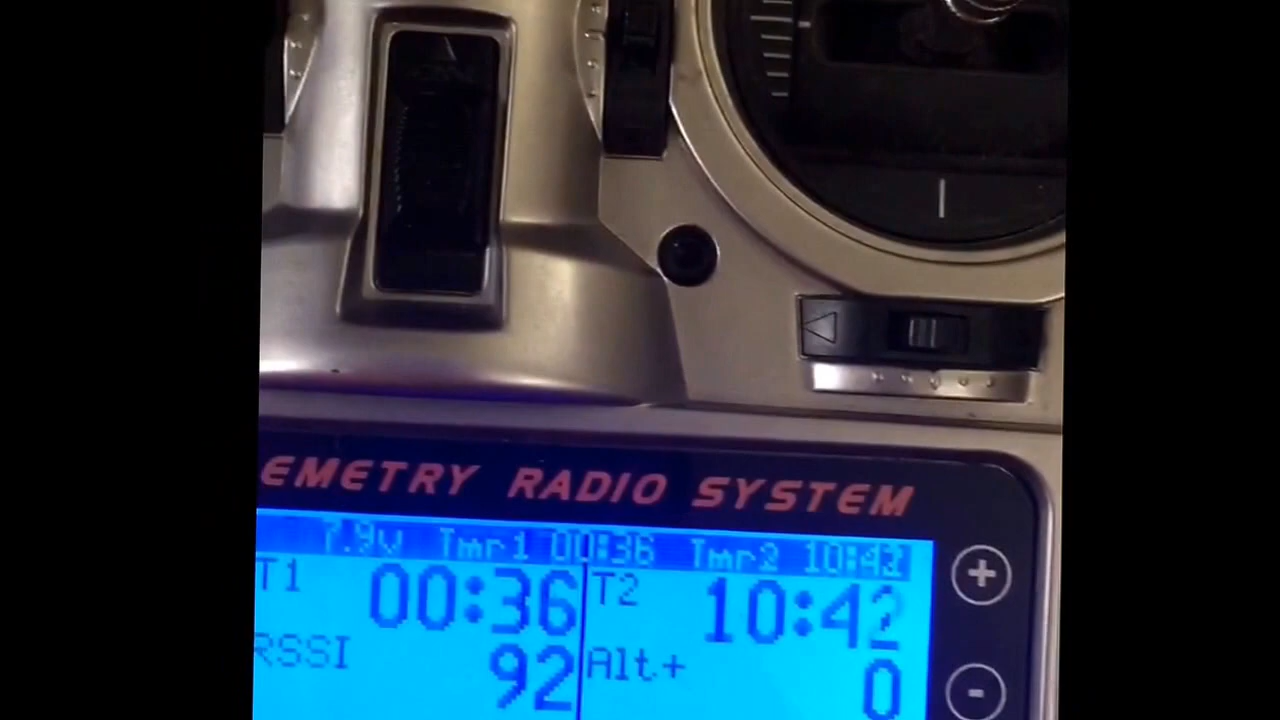 EMETRY RADIO SYSTEM
7.9v Tmr1 00:36 Tmr2 10:42
T1 00:36 T2 10:42
RSSI 92 Alt+ 0
+
-